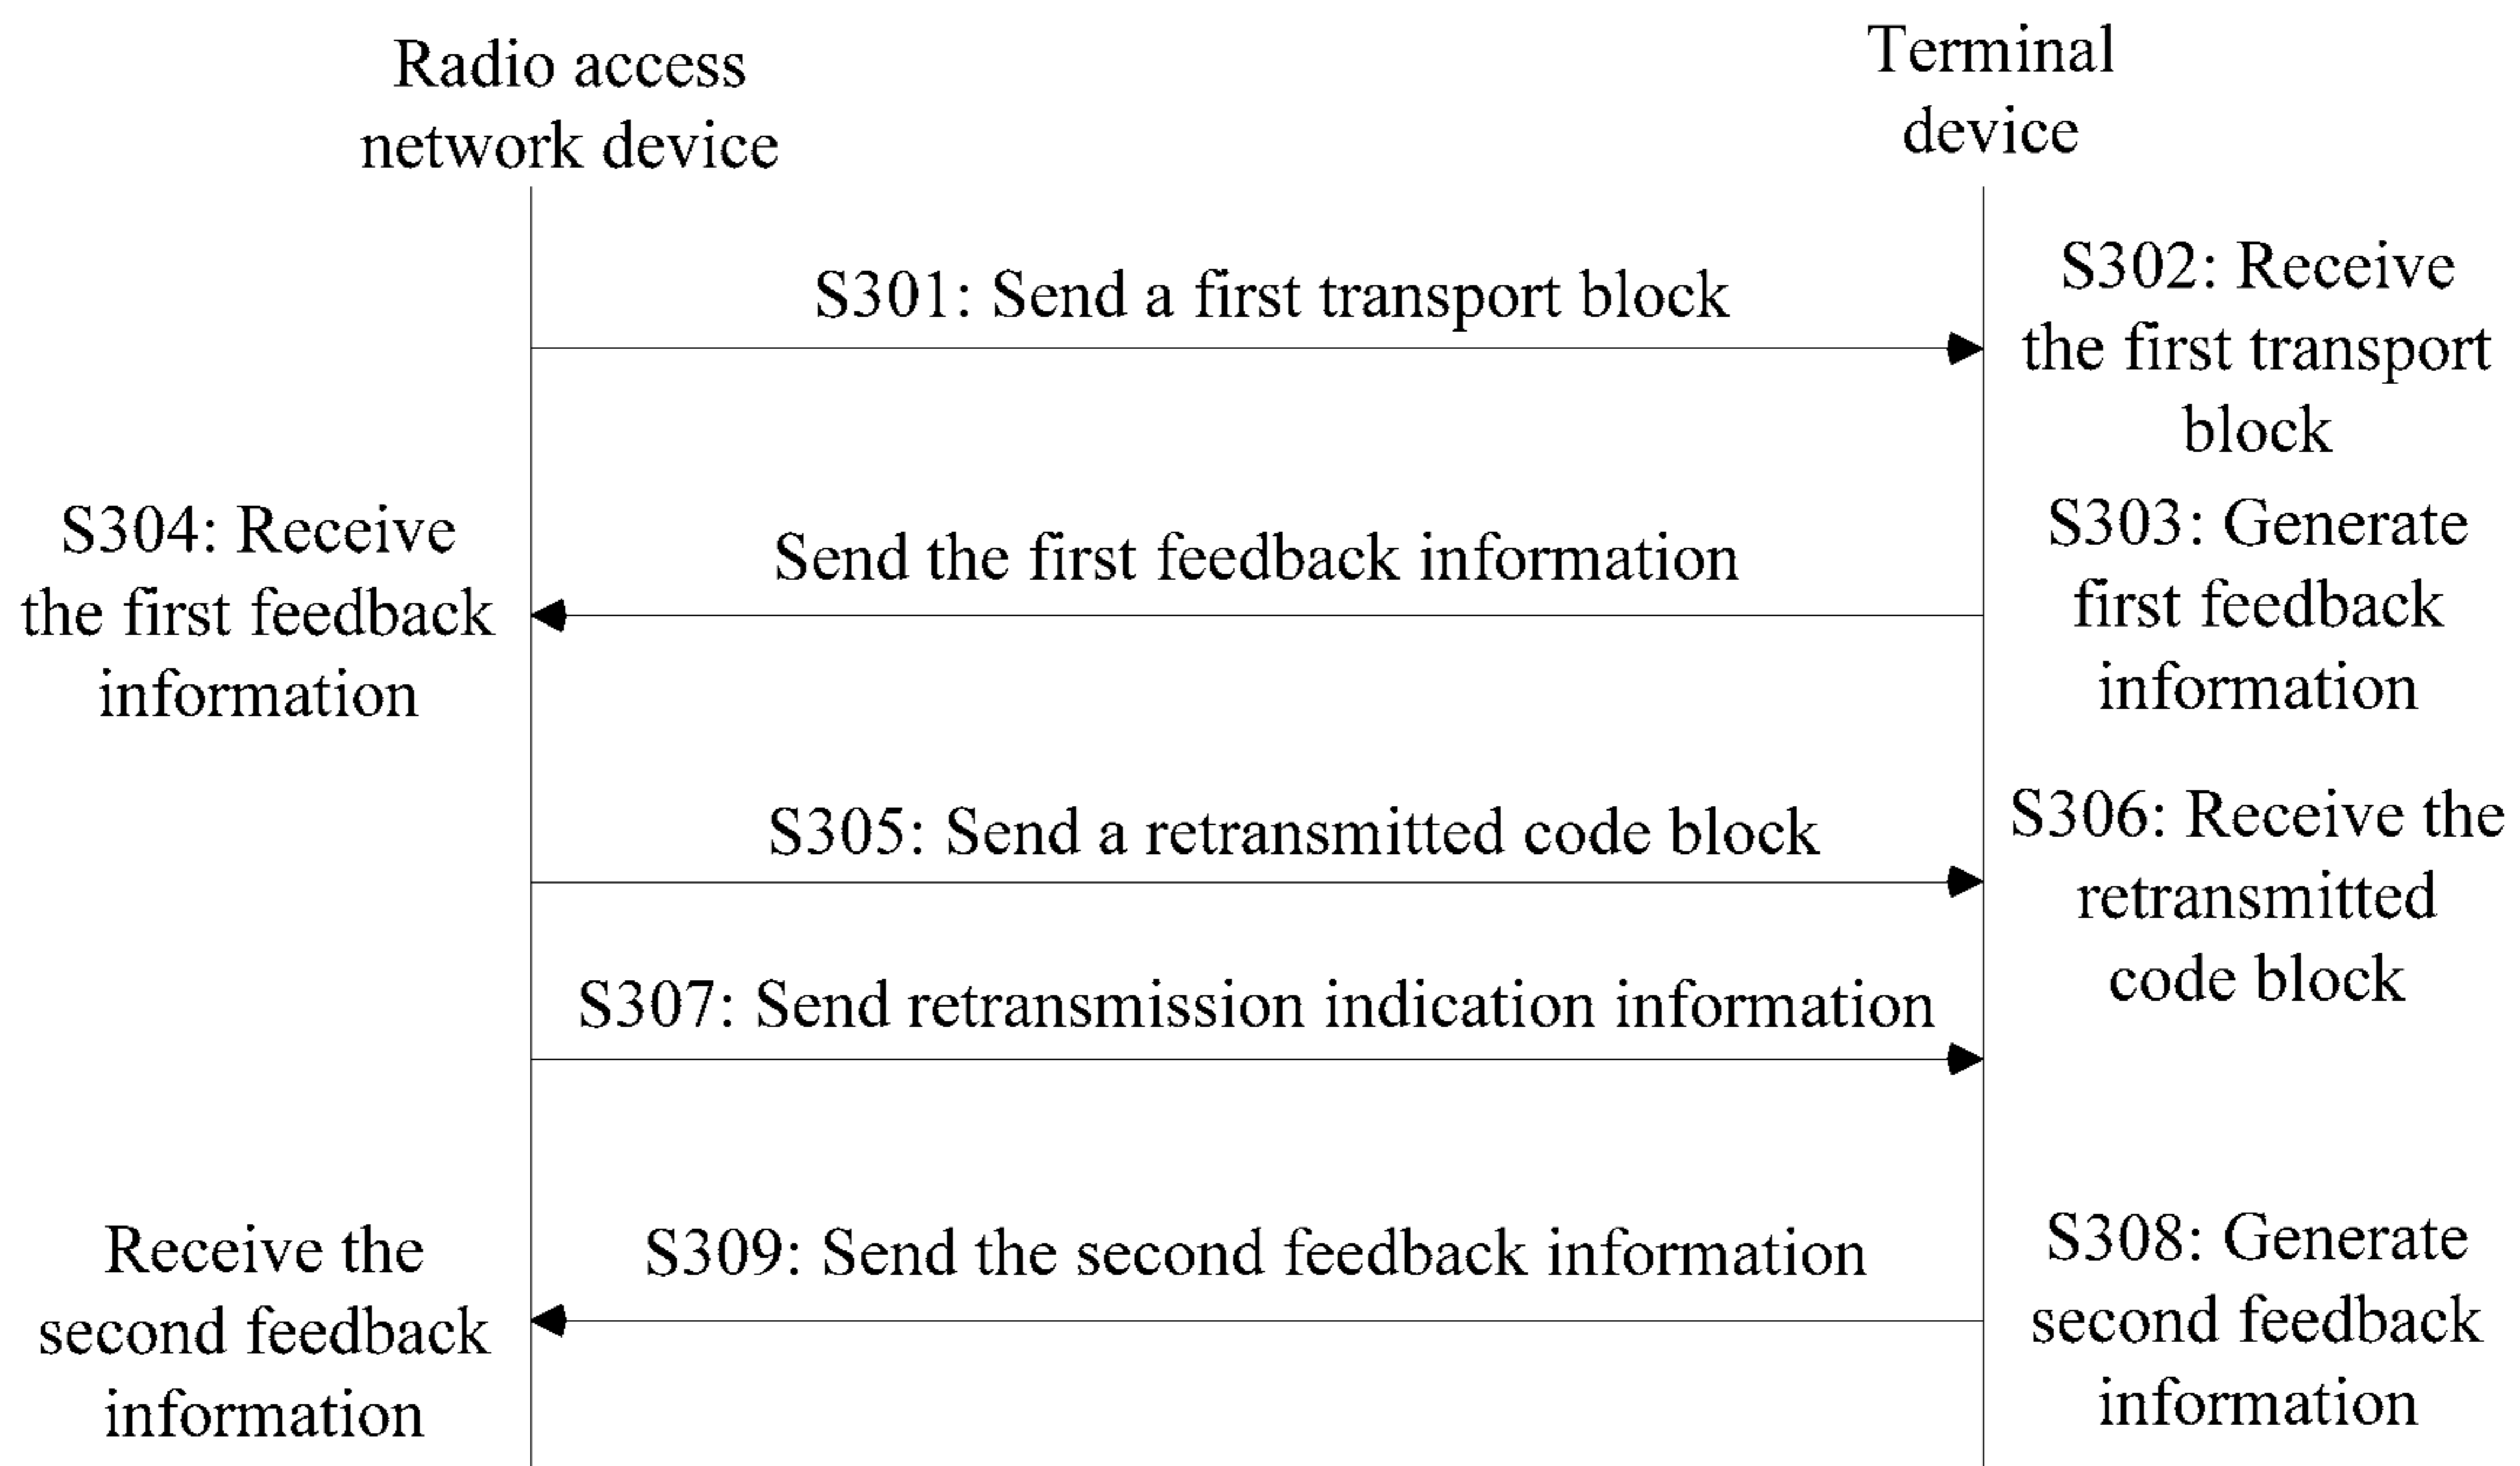 Radio access
network device
Terminal
device
S301: Send a first transport block
S302: Receive
the first transport
block
S304: Receive
the first feedback
information
Send the first feedback information
S303: Generate
first feedback
information
S305: Send a retransmitted code block
S306: Receive the
retransmitted
code block
S307: Send retransmission indication information
Receive the
second feedback
information
S309: Send the second feedback information
S308: Generate
second feedback
information